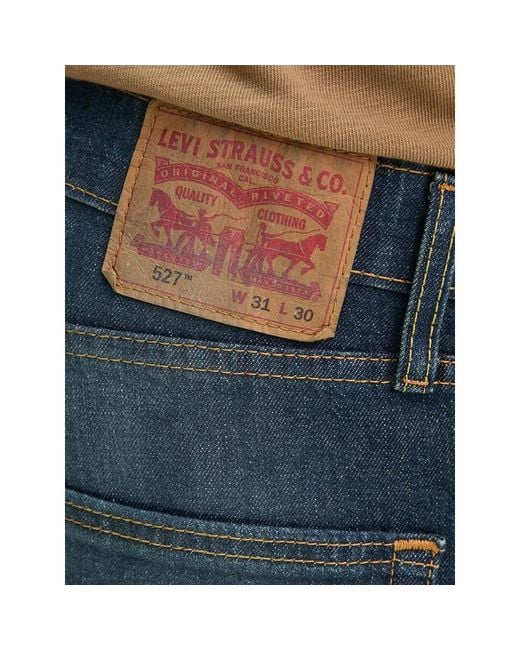 LEVI STRAUSS & CO.
SAN FRANCISCO
CAL.
ORIGINAL RIVETED
QUALITY CLOTHING
527™
W 31 L 30